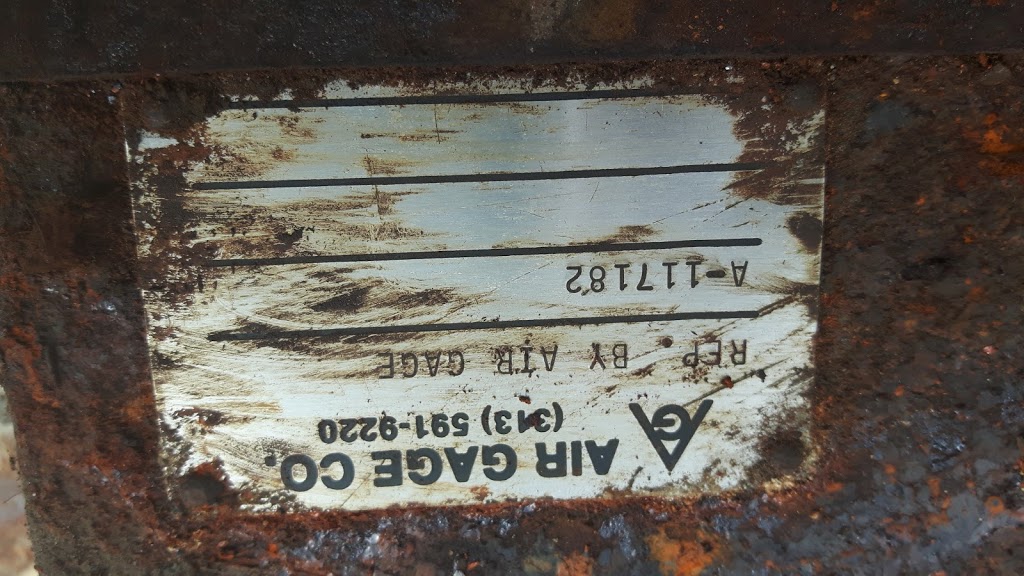 AIR GAGE CO.
(313) 591-9220
REP BY AIR GAGE
A-117182